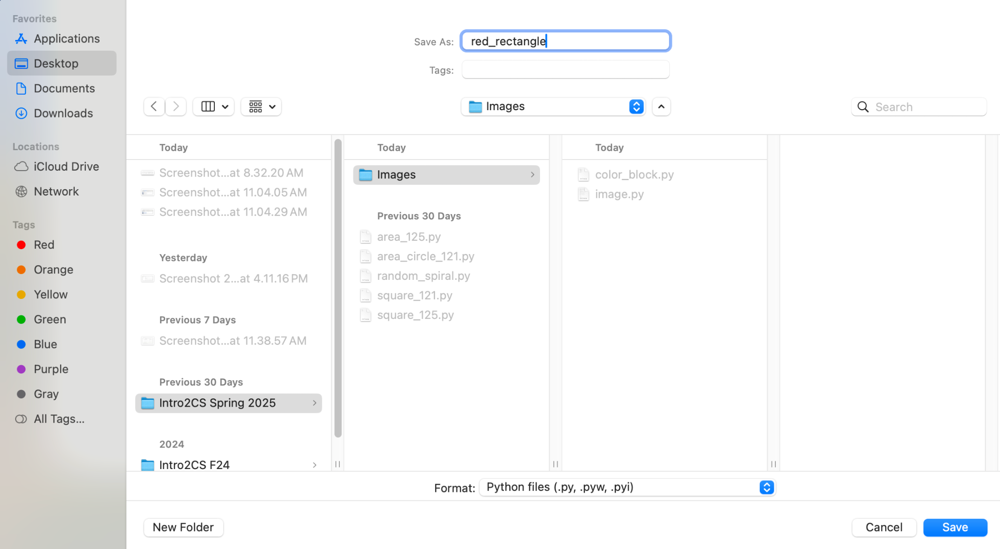 Favorites
Applications
Desktop
Documents
Downloads
Locations
iCloud Drive
Network
Tags
Red
Orange
Yellow
Green
Blue
Purple
Gray
All Tags...
Save As: red_rectangle
Tags:
Images
Search
Today
Screenshot...at 8.32.20 AM
Screenshot...at 11.04.05 AM
Screenshot...at 11.04.29 AM
Yesterday
Screenshot 2...at 4.11.16 PM
Previous 7 Days
Screenshot...at 11.38.57 AM
Previous 30 Days
Intro2CS Spring 2025
2024
Intro2CS F24
Today
Images
Previous 30 Days
area_125.py
area_circle_121.py
random_spiral.py
square_121.py
square_125.py
Today
color_block.py
image.py
Format: Python files (.py, .pyw, .pyi)
New Folder
Cancel
Save